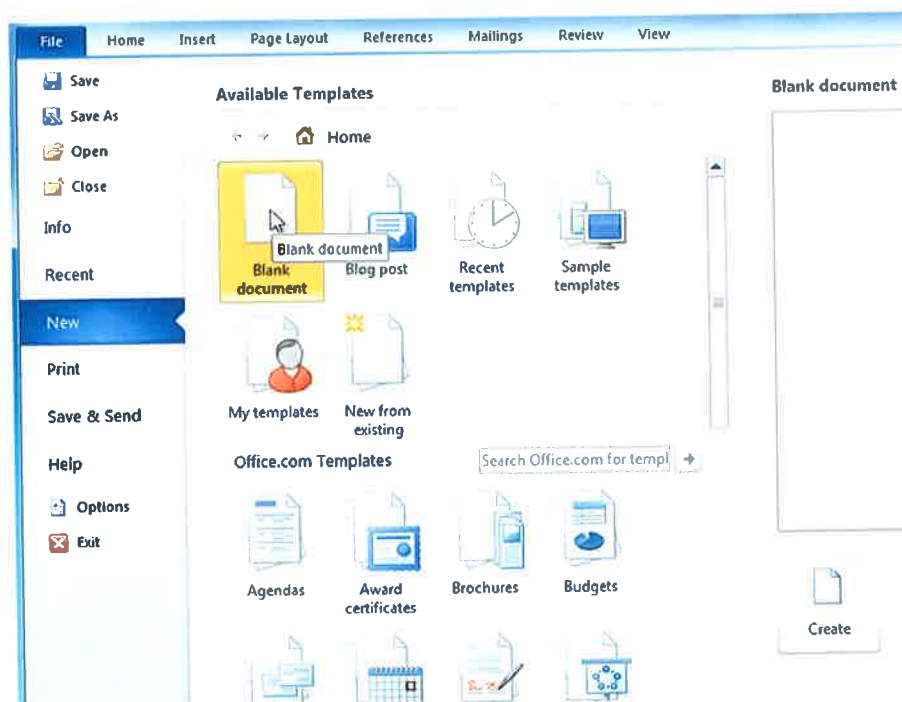 File Home Insert Page Layout References Mailings Review View
Save
Save As
Open
Close
Info
Recent
New
Print
Save & Send
Help
Options
Exit
Available Templates
Home
Blank document
Blank
document
Blog post
Recent
templates
Sample
templates
My templates
New from
existing
Office.com Templates
Search Office.com for templ
Agendas
Award
certificates
Brochures
Budgets
Blank document
Create